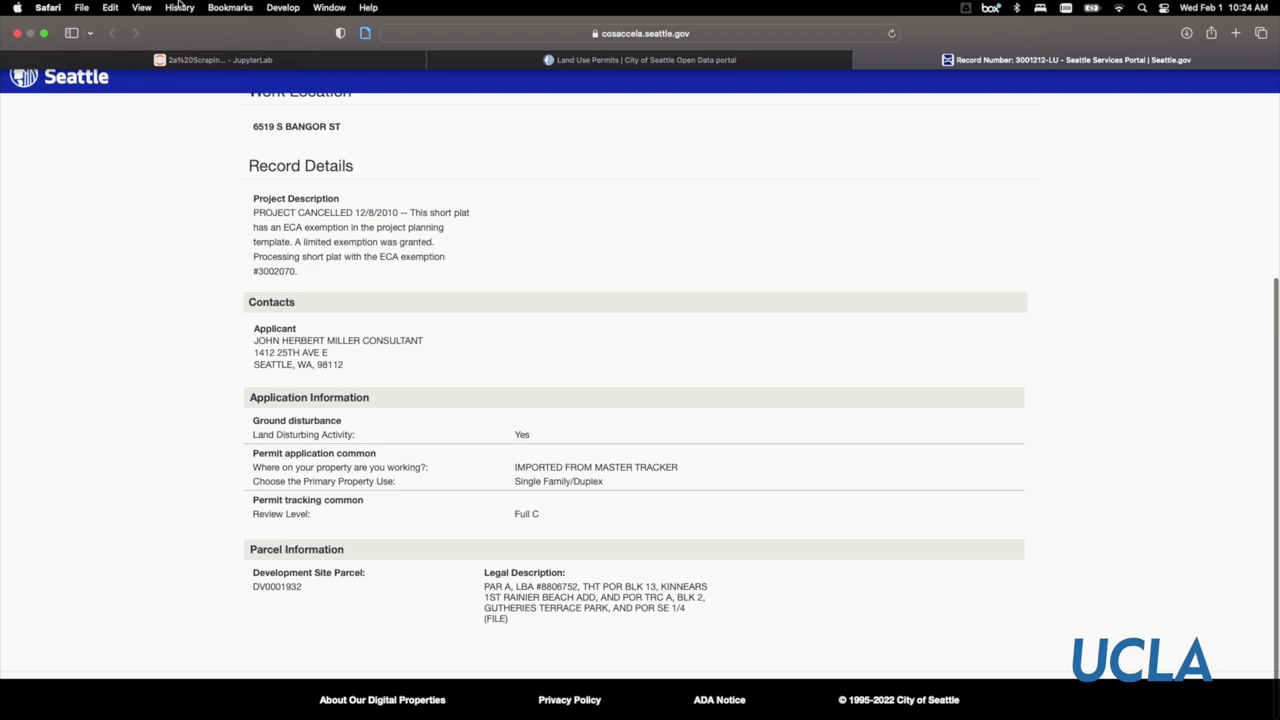 Safari File Edit View History Bookmarks Develop Window Help box Wed Feb 1 10:24 AM
cosaccela.seattle.gov
2a%20Scrapin... - JupyterLab
Land Use Permits | City of Seattle Open Data portal
Record Number: 3001212-LU - Seattle Services Portal | Seattle.gov
Seattle
Work Location
6519 S BANGOR ST
Record Details
Project Description
PROJECT CANCELLED 12/8/2010 -- This short plat
has an ECA exemption in the project planning
template. A limited exemption was granted.
Processing short plat with the ECA exemption
#3002070.
Contacts
Applicant
JOHN HERBERT MILLER CONSULTANT
1412 25TH AVE E
SEATTLE, WA, 98112
Application Information
Ground disturbance
Land Disturbing Activity: Yes
Permit application common
Where on your property are you working?: IMPORTED FROM MASTER TRACKER
Choose the Primary Property Use: Single Family/Duplex
Permit tracking common
Review Level: Full C
Parcel Information
Development Site Parcel:
DV0001932
Legal Description:
PAR A, LBA #8806752, THT POR BLK 13, KINNEARS
1ST RAINIER BEACH ADD, AND POR TRC A, BLK 2,
GUTHERIES TERRACE PARK, AND POR SE 1/4
(FILE)
UCLA
About Our Digital Properties Privacy Policy ADA Notice © 1995-2022 City of Seattle